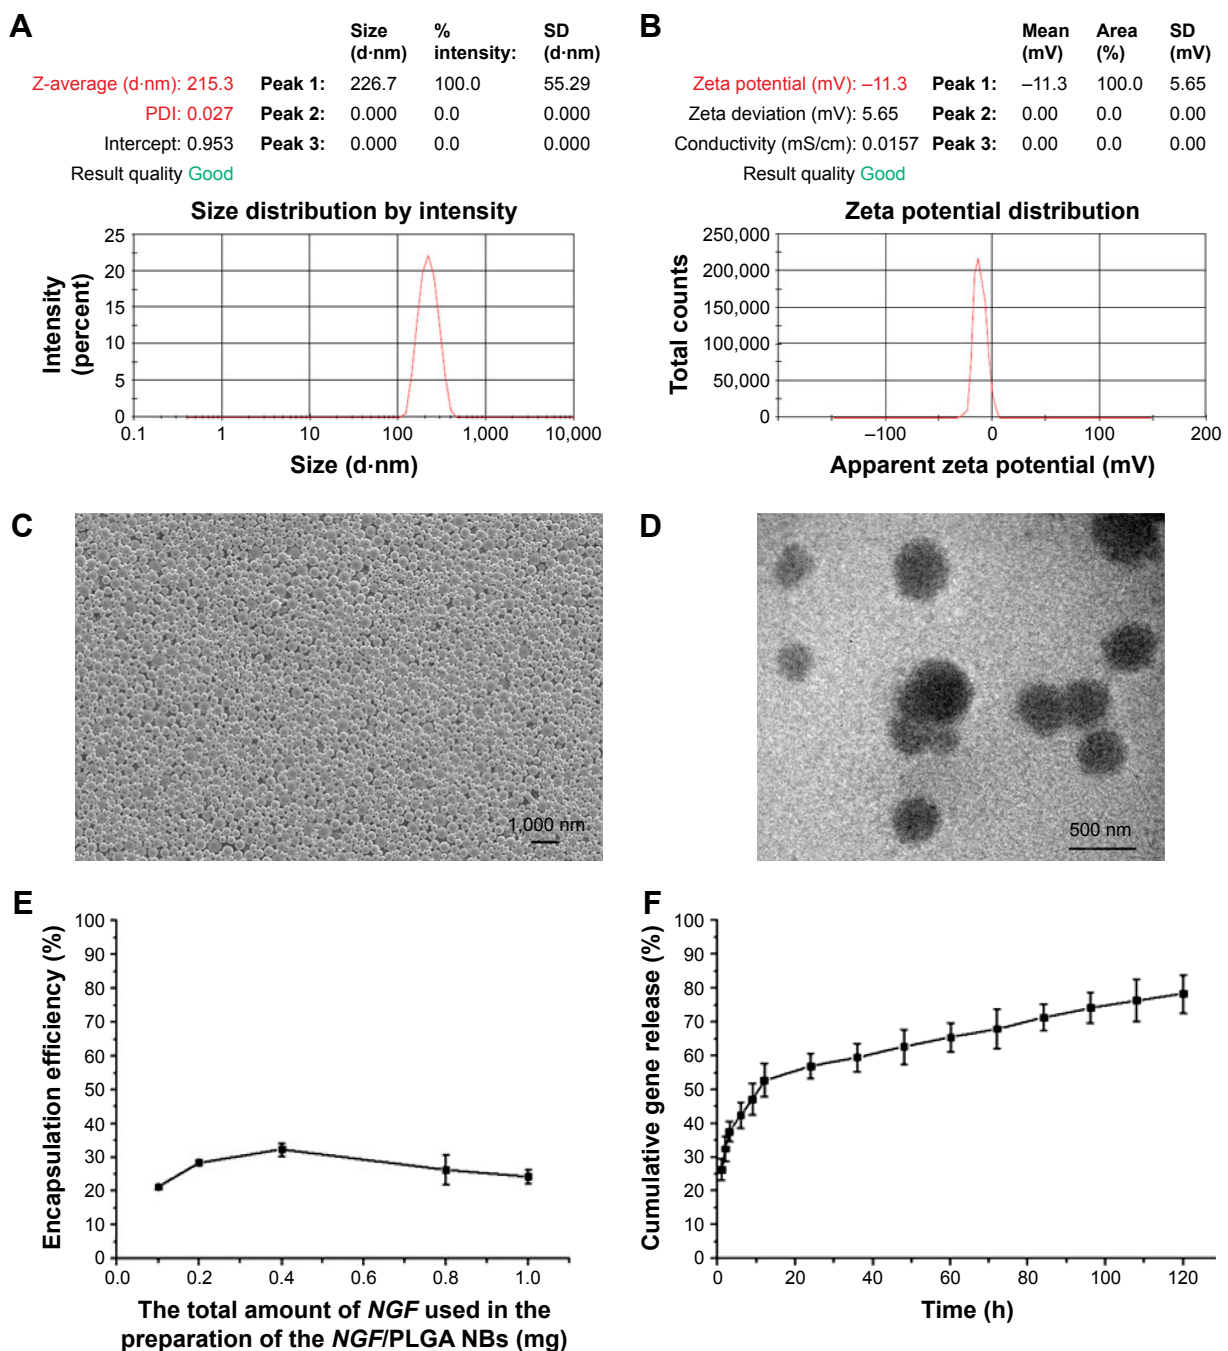 A
Size (d·nm) % intensity: SD (d·nm)
Z-average (d·nm): 215.3 Peak 1: 226.7 100.0 55.29
PDI: 0.027 Peak 2: 0.000 0.0 0.000
Intercept: 0.953 Peak 3: 0.000 0.0 0.000
Result quality Good
Size distribution by intensity
25
20
15
10
5
0
Intensity (percent)
0.1 1 10 100 1,000 10,000
Size (d·nm)
B
Mean (mV) Area (%) SD (mV)
Zeta potential (mV): –11.3 Peak 1: –11.3 100.0 5.65
Zeta deviation (mV): 5.65 Peak 2: 0.00 0.0 0.00
Conductivity (mS/cm): 0.0157 Peak 3: 0.00 0.0 0.00
Result quality Good
Zeta potential distribution
250,000
200,000
150,000
100,000
50,000
0
Total counts
–100 0 100 200
Apparent zeta potential (mV)
C
1,000 nm
D
500 nm
E
100
90
80
70
60
50
40
30
20
10
0
Encapsulation efficiency (%)
0.0 0.2 0.4 0.6 0.8 1.0
The total amount of NGF used in the
preparation of the NGF/PLGA NBs (mg)
F
100
90
80
70
60
50
40
30
20
10
0
Cumulative gene release (%)
0 20 40 60 80 100 120
Time (h)